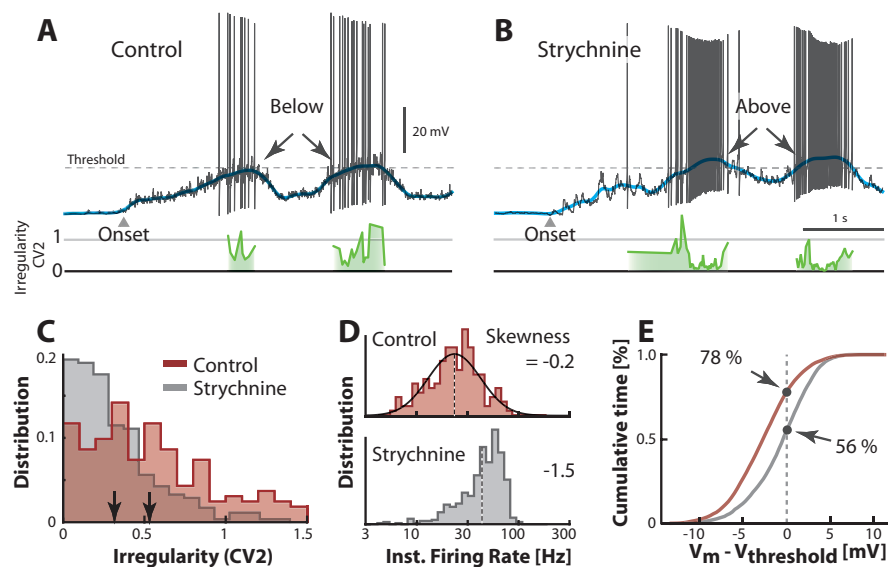 A
Control
Below
20 mV
Threshold
Onset
1
0
Irregularity
CV2
B
Strychnine
Above
Onset
1 s
C
0.2
0.1
0
Control
Strychnine
Distribution
0
0.5
1
1.5
Irregularity (CV2)
D
Control
Skewness
= -0.2
Strychnine
-1.5
Distribution
3
10
30
100
300
Inst. Firing Rate [Hz]
E
78 %
56 %
1.0
0.5
0
Cumulative time [%]
-10
-5
0
5
10
Vm - Vthreshold [mV]